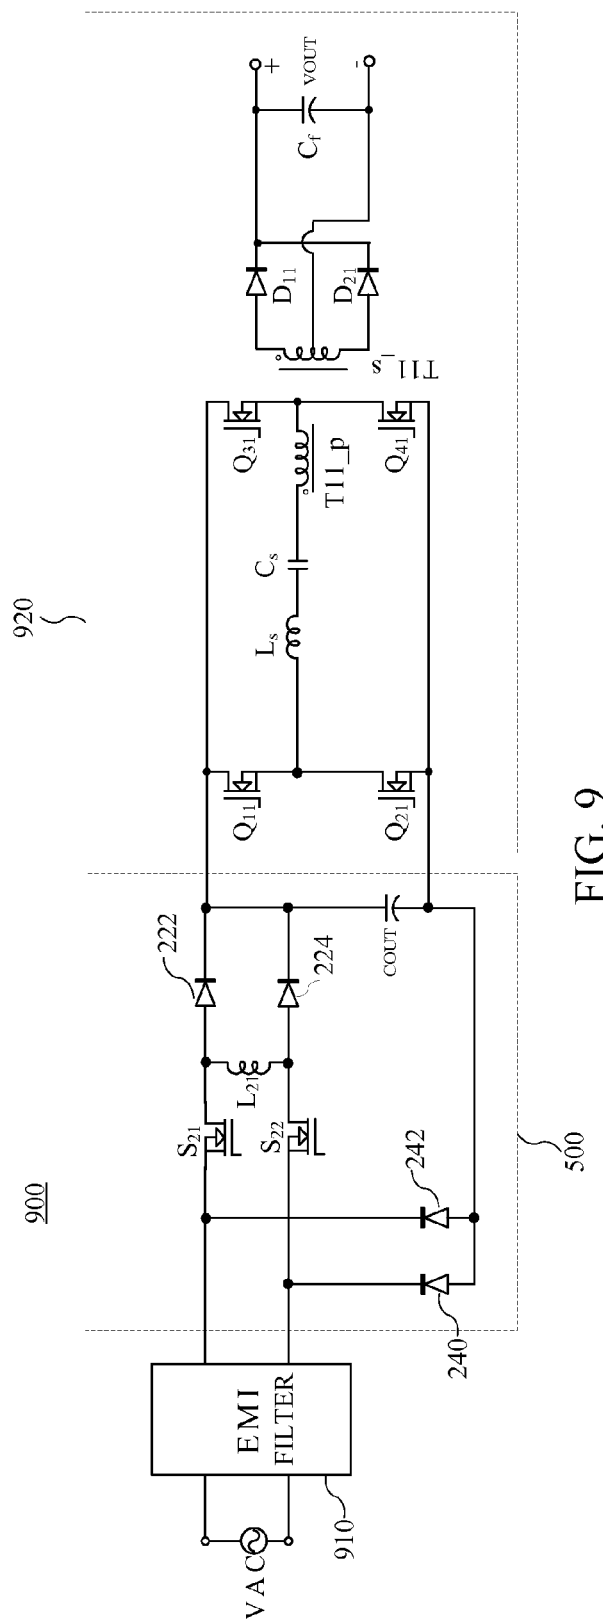 900
920
VAC
EMI
FILTER
910
S₂₁
S₂₂
L₂₁
222
224
COUT
242
240
500
Q₁₁
Q₂₁
Lₛ
Cₛ
T11_p
Q₃₁
Q₄₁
T11_s
D₁₁
D₂₁
C_f
+
VOUT
-
FIG. 9